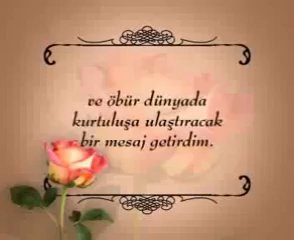 ve öbür dünyada
kurtuluşa ulaştıracak
bir mesaj getirdim.